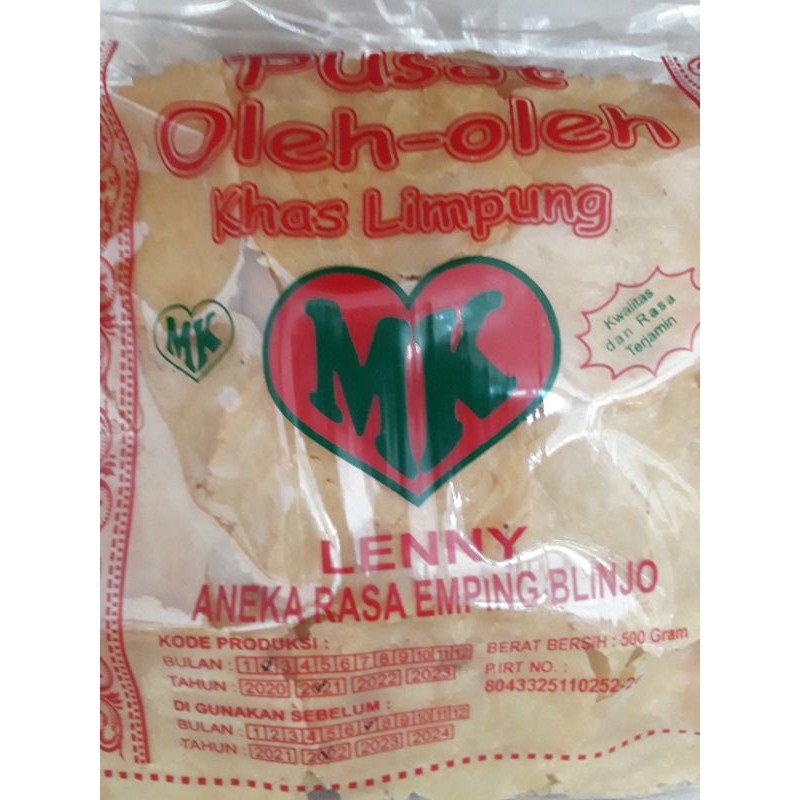 Pusat
Oleh-oleh
Khas Limpung
MK
MK
Kwalitas
dan Rasa
Terjamin
LENNY
ANEKA RASA EMPING BLINJO
KODE PRODUKSI :
BULAN : 1 2 3 4 5 6 7 8 9 10 11 12
TAHUN : 2020 2021 2022 2023
DI GUNAKAN SEBELUM :
BULAN : 1 2 3 4 5 6 7 8 9 10 11 12
TAHUN : 2021 2022 2023 2024
BERAT BERSIH : 500 Gram
P.IRT NO. :
8043325110252-2